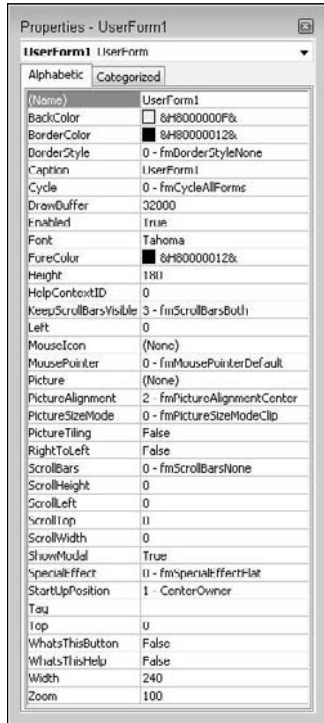 Properties - UserForm1
UserForm1 UserForm
Alphabetic Categorized
(Name) UserForm1
BackColor &H8000000F&
BorderColor &H80000012&
BorderStyle 0 - fmBorderStyleNone
Caption UserForm1
Cycle 0 - fmCycleAllForms
DrawBuffer 32000
Enabled True
Font Tahoma
ForeColor &H80000012&
Height 180
HelpContextID 0
KeepScrollBarsVisible 3 - fmScrollBarsBoth
Left 0
MouseIcon (None)
MousePointer 0 - fmMousePointerDefault
Picture (None)
PictureAlignment 2 - fmPictureAlignmentCenter
PictureSizeMode 0 - fmPictureSizeModeClip
PictureTiling False
RightToLeft False
ScrollBars 0 - fmScrollBarsNone
ScrollHeight 0
ScrollLeft 0
ScrollTop 0
ScrollWidth 0
ShowModal True
SpecialEffect 0 - fmSpecialEffectFlat
StartUpPosition 1 - CenterOwner
Tag
Top 0
WhatsThisButton False
WhatsThisHelp False
Width 240
Zoom 100